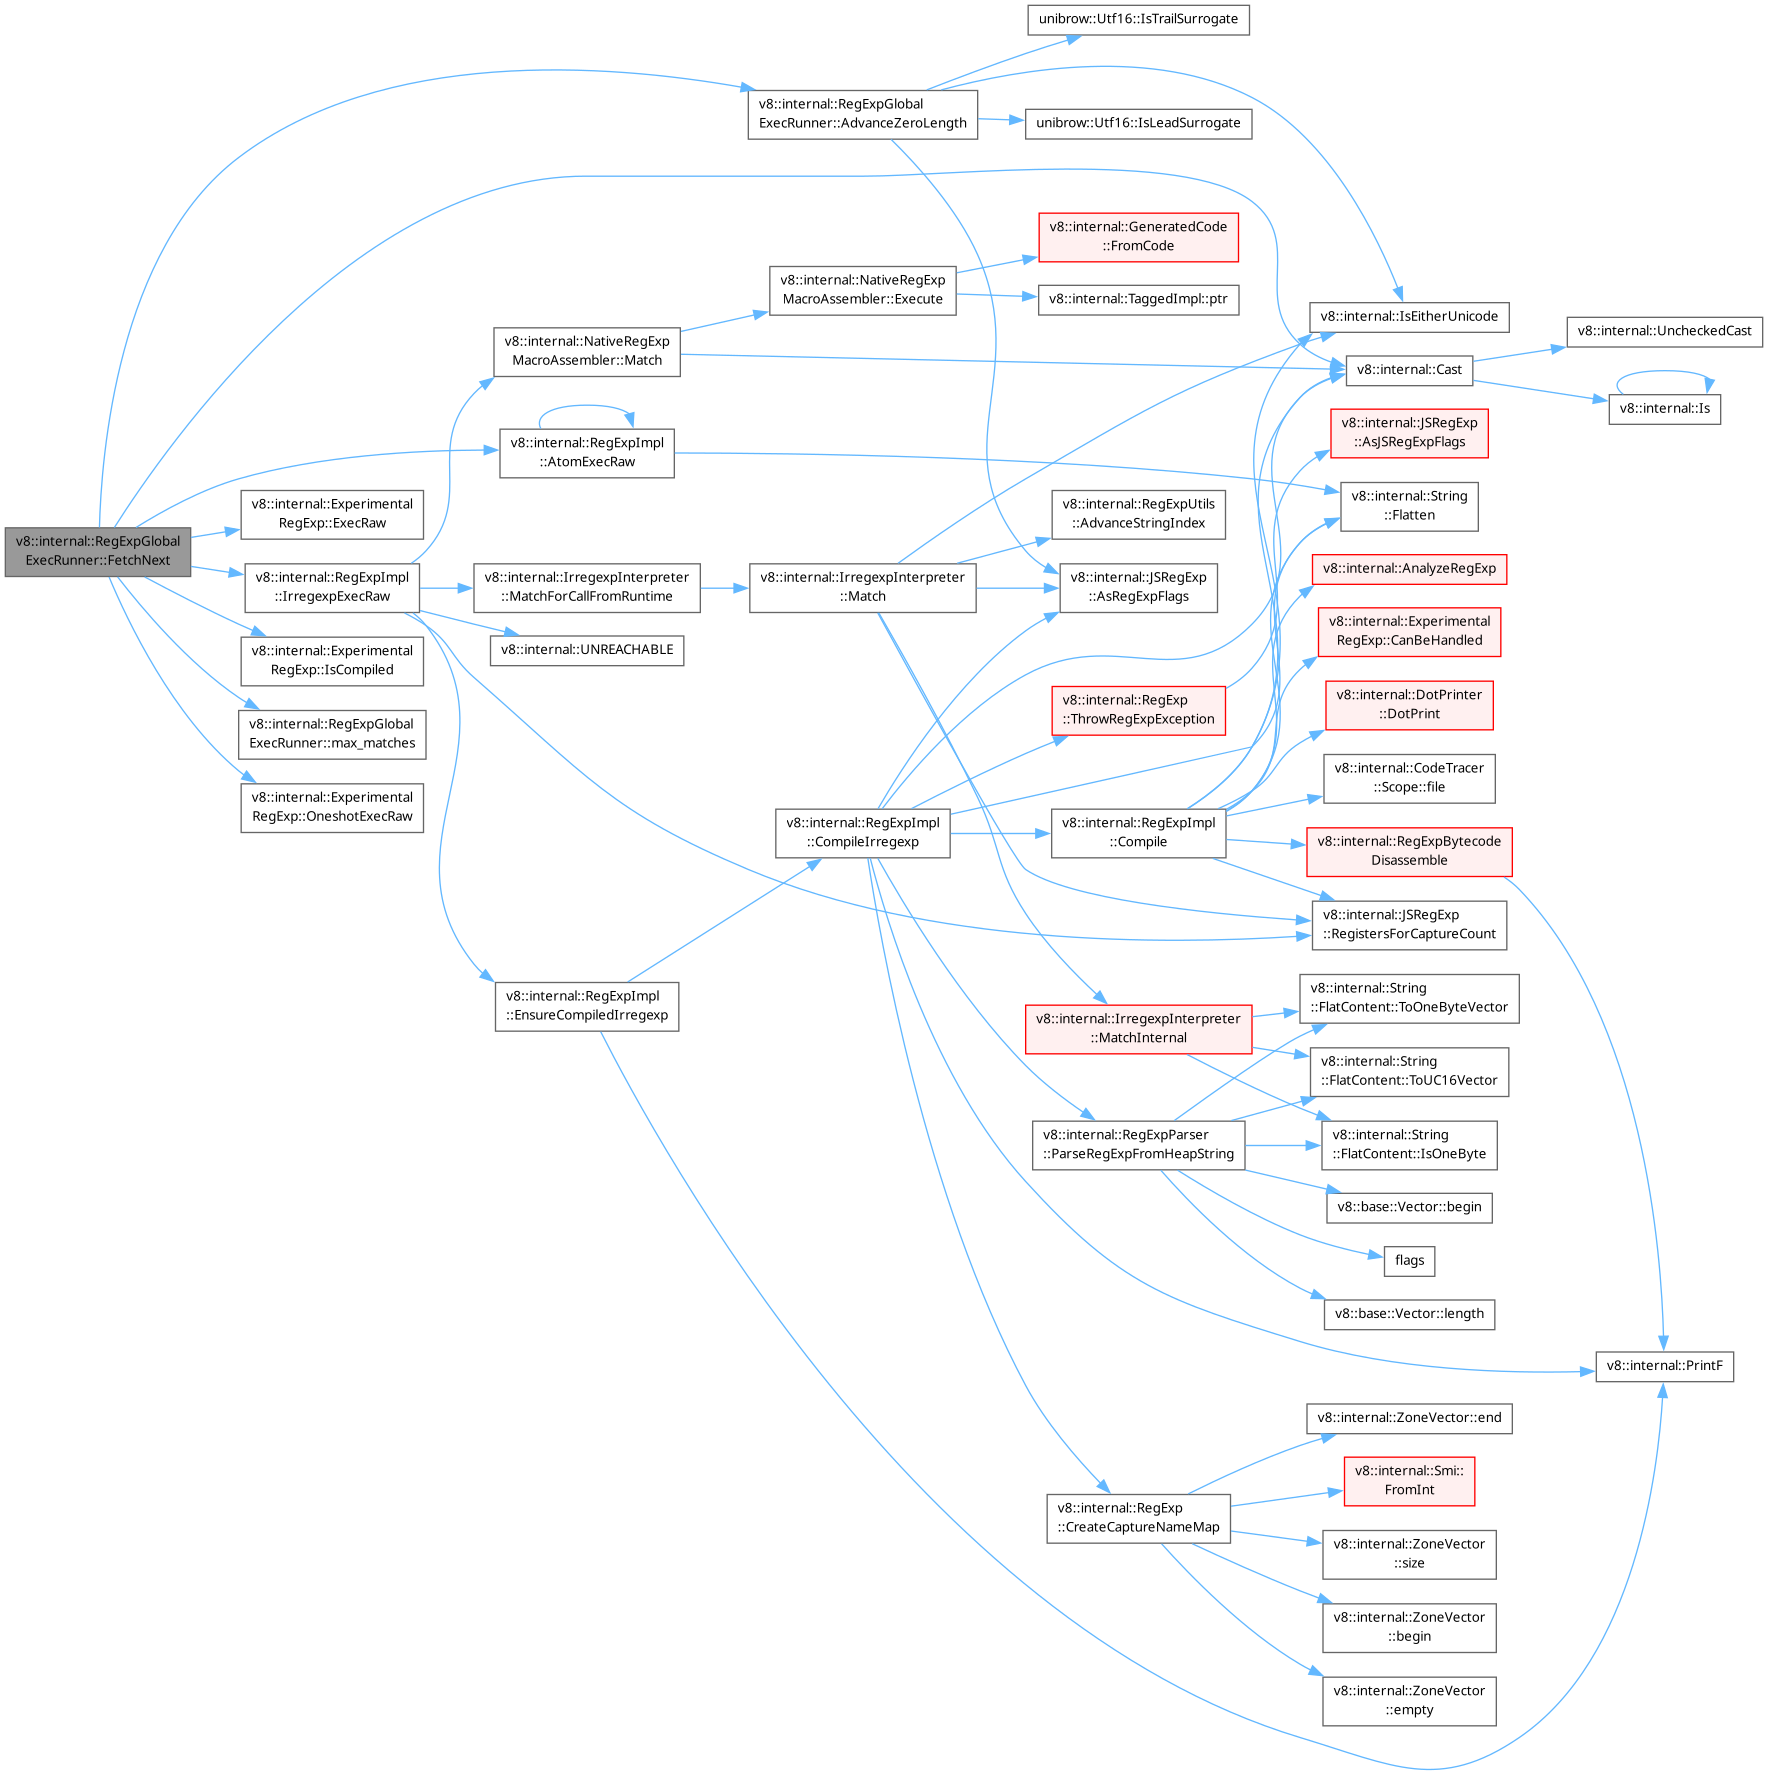 unibrow::Utf16::IsTrailSurrogate
v8::internal::RegExpGlobal
ExecRunner::AdvanceZeroLength
unibrow::Utf16::IsLeadSurrogate
v8::internal::GeneratedCode
::FromCode
v8::internal::NativeRegExp
MacroAssembler::Execute
v8::internal::TaggedImpl::ptr
v8::internal::IsEitherUnicode
v8::internal::UncheckedCast
v8::internal::NativeRegExp
MacroAssembler::Match
v8::internal::Cast
v8::internal::Is
v8::internal::JSRegExp
::AsJSRegExpFlags
v8::internal::RegExpImpl
::AtomExecRaw
v8::internal::String
::Flatten
v8::internal::Experimental
RegExp::ExecRaw
v8::internal::RegExpUtils
::AdvanceStringIndex
v8::internal::RegExpGlobal
ExecRunner::FetchNext
v8::internal::AnalyzeRegExp
v8::internal::RegExpImpl
::IrregexpExecRaw
v8::internal::IrregexpInterpreter
::MatchForCallFromRuntime
v8::internal::IrregexpInterpreter
::Match
v8::internal::JSRegExp
::AsRegExpFlags
v8::internal::Experimental
RegExp::CanBeHandled
v8::internal::UNREACHABLE
v8::internal::Experimental
RegExp::IsCompiled
v8::internal::RegExp
::ThrowRegExpException
v8::internal::DotPrinter
::DotPrint
v8::internal::RegExpGlobal
ExecRunner::max_matches
v8::internal::CodeTracer
::Scope::file
v8::internal::Experimental
RegExp::OneshotExecRaw
v8::internal::RegExpImpl
::CompileIrregexp
v8::internal::RegExpImpl
::Compile
v8::internal::RegExpBytecode
Disassemble
v8::internal::JSRegExp
::RegistersForCaptureCount
v8::internal::RegExpImpl
::EnsureCompiledIrregexp
v8::internal::String
::FlatContent::ToOneByteVector
v8::internal::IrregexpInterpreter
::MatchInternal
v8::internal::String
::FlatContent::ToUC16Vector
v8::internal::RegExpParser
::ParseRegExpFromHeapString
v8::internal::String
::FlatContent::IsOneByte
v8::base::Vector::begin
flags
v8::base::Vector::length
v8::internal::PrintF
v8::internal::ZoneVector::end
v8::internal::Smi::
FromInt
v8::internal::RegExp
::CreateCaptureNameMap
v8::internal::ZoneVector
::size
v8::internal::ZoneVector
::begin
v8::internal::ZoneVector
::empty